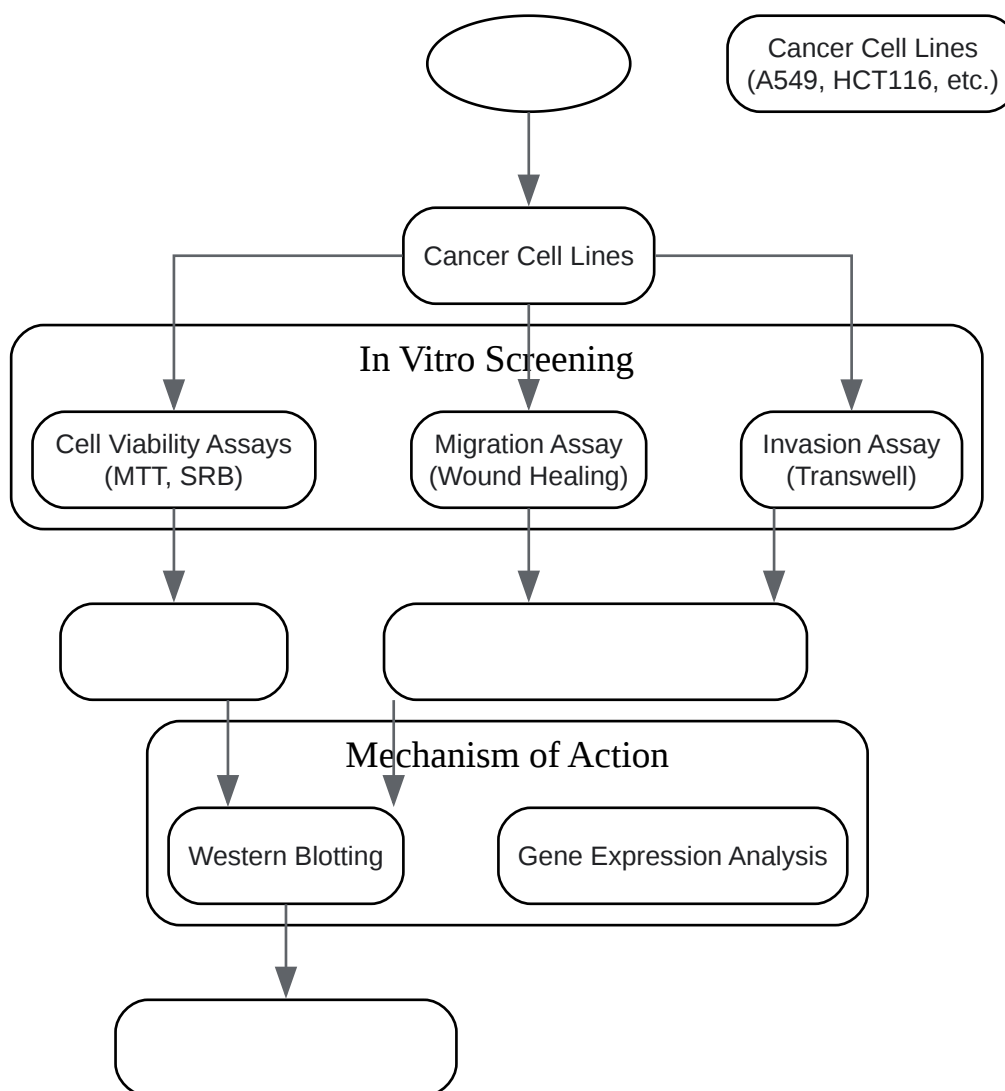 Cancer Cell Lines
(A549, HCT116, etc.)
Cancer Cell Lines
In Vitro Screening
Cell Viability Assays
(MTT, SRB)
Migration Assay
(Wound Healing)
Invasion Assay
(Transwell)
Mechanism of Action
Western Blotting
Gene Expression Analysis